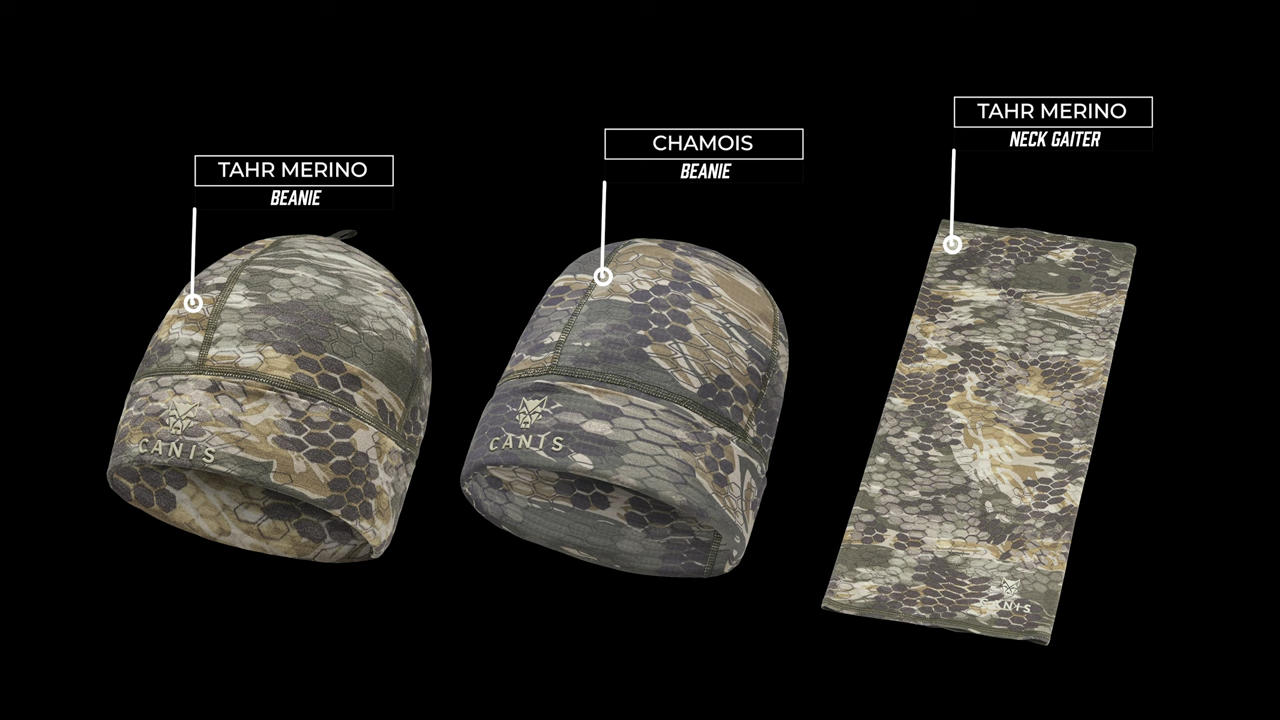 TAHR MERINO
BEANIE
CHAMOIS
BEANIE
TAHR MERINO
NECK GAITER
CANIS
CANIS
CANIS